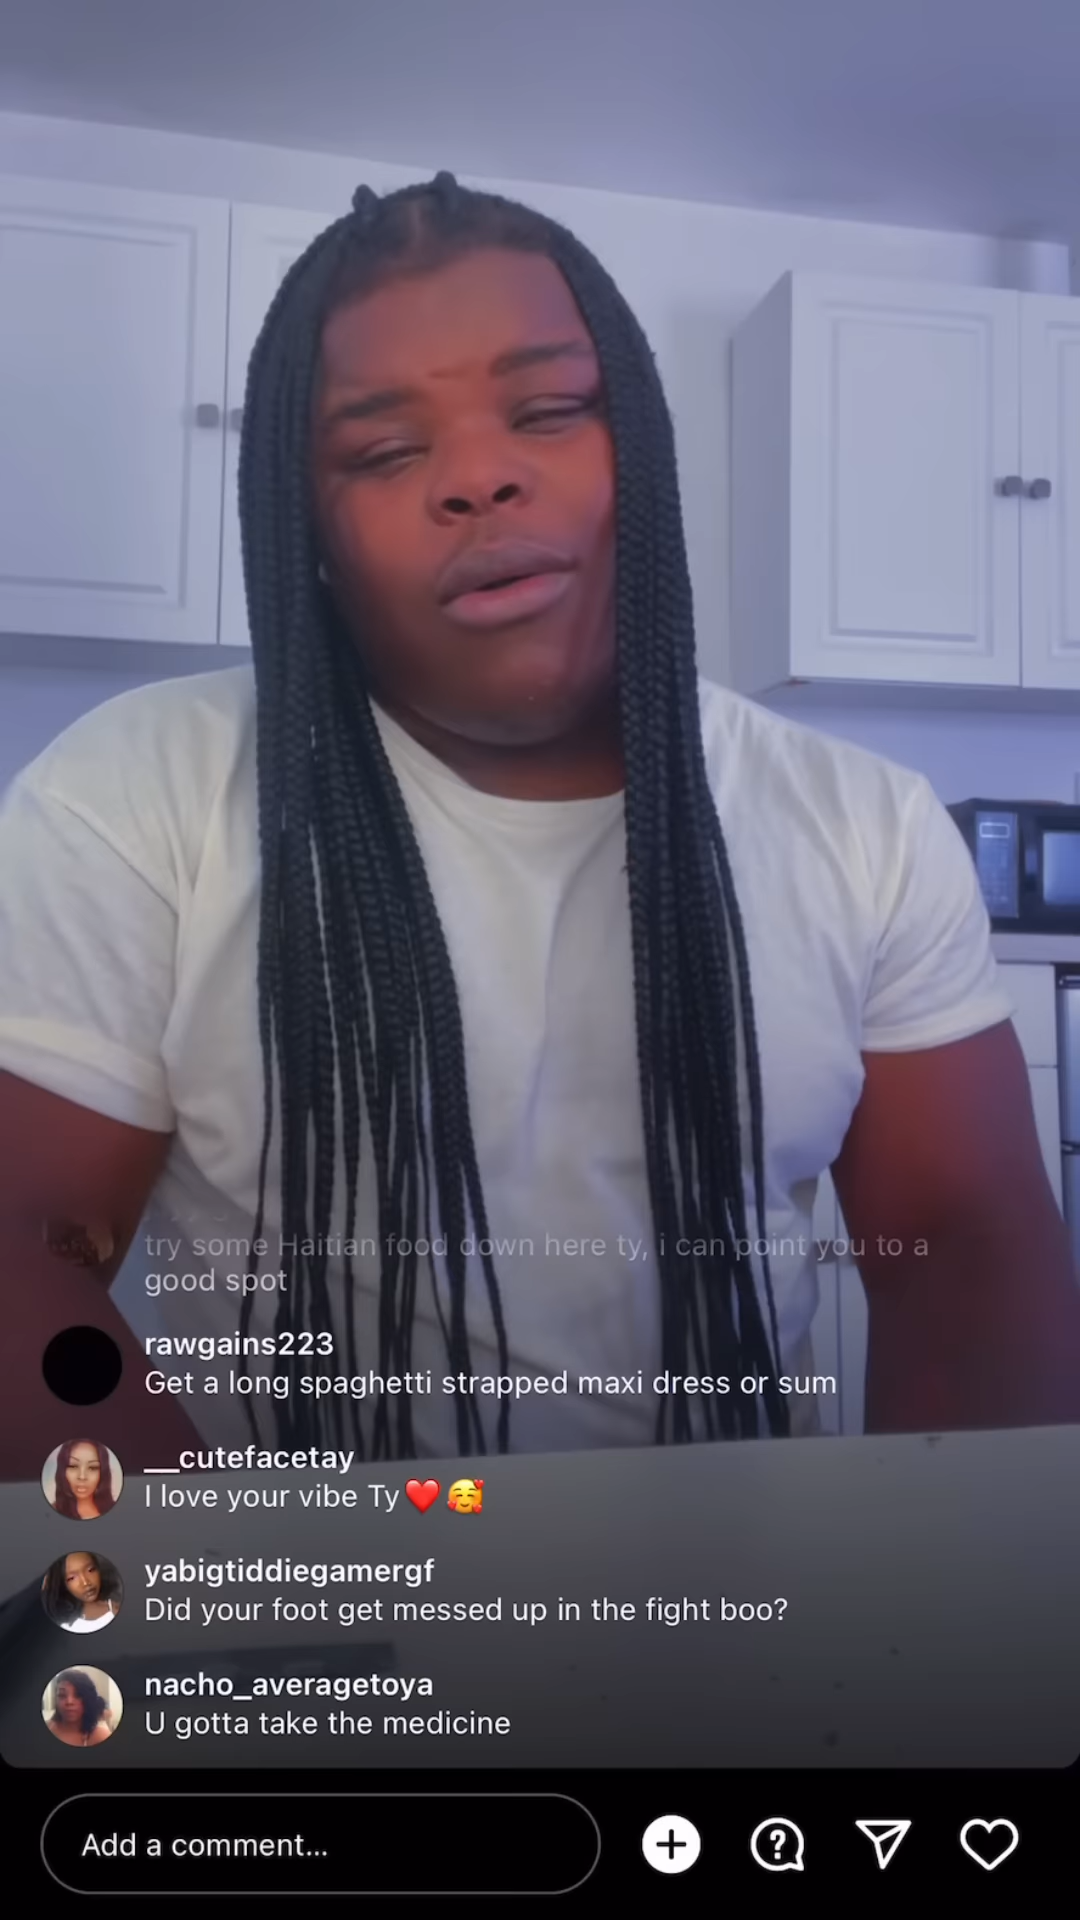 try some Haitian food down here ty, i can point you to a
good spot
rawgains223
Get a long spaghetti strapped maxi dress or sum
__cutefacetay
I love your vibe Ty❤️🥰
yabigtiddiegamergf
Did your foot get messed up in the fight boo?
nacho_averagetoya
U gotta take the medicine
Add a comment...